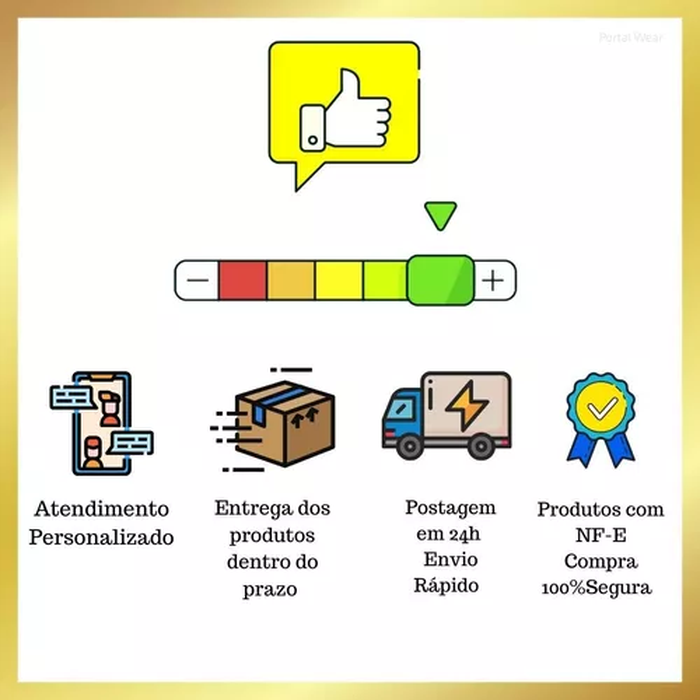 Portal Wear
Atendimento
Personalizado
Entrega dos
produtos
dentro do
prazo
Postagem
em 24h
Envio
Rápido
Produtos com
NF-E
Compra
100%Segura